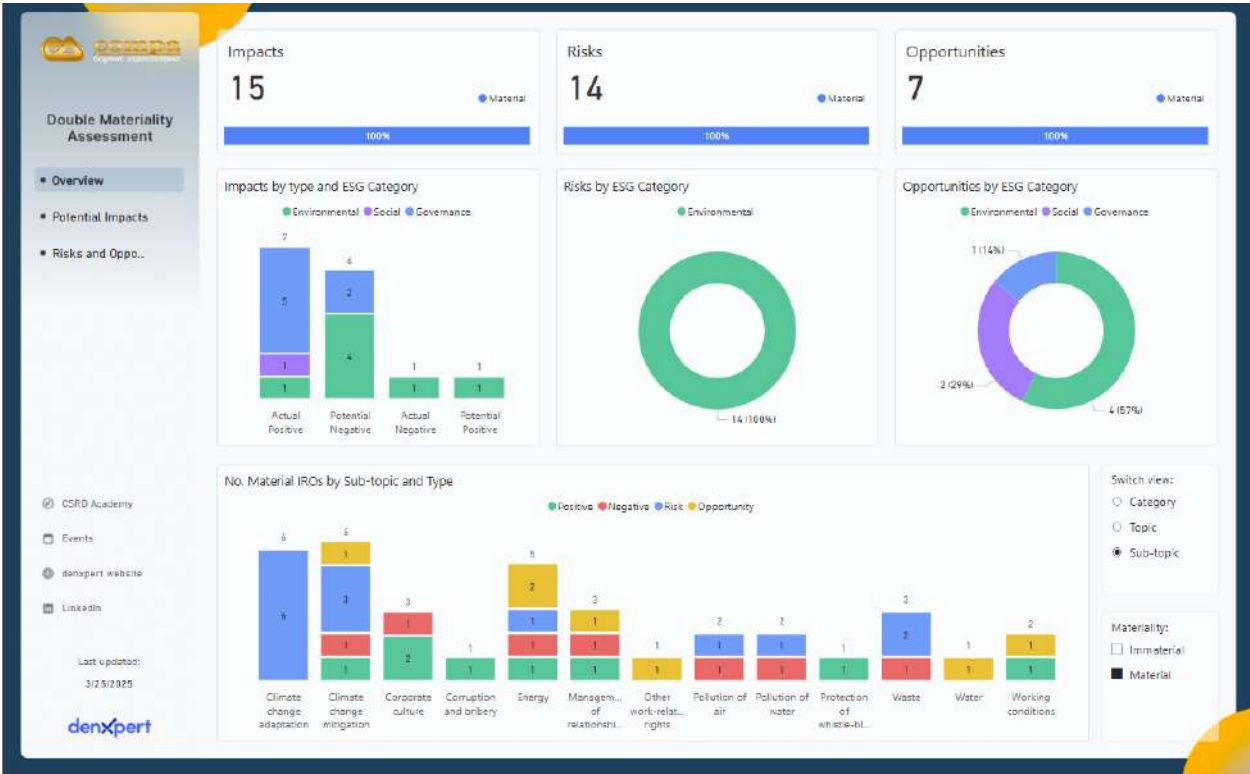 compa
Double Materiality
Assessment
Overview
Potential Impacts
Risks and Oppo...
CSRD Academy
Events
denxpert website
LinkedIn
Last updated:
3/25/2025
denxpert
Impacts
15
Material
100%
Risks
14
Material
100%
Opportunities
7
Material
100%
Impacts by type and ESG Category
Environmental Social Governance
7
5
1
1
Actual
Positive
6
2
4
Potential
Negative
1
1
Actual
Negative
1
1
Potential
Positive
Risks by ESG Category
Environmental
14 (100%)
Opportunities by ESG Category
Environmental Social Governance
1 (14%)
2 (29%)
4 (57%)
No. Material IROs by Sub-topic and Type
Positive Negative Risk Opportunity
6
6
Climate
change
adaptation
6
1
3
1
1
Climate
change
mitigation
3
1
2
Corporate
culture
1
1
Corruption
and bribery
5
2
1
1
1
Energy
3
1
1
1
Managem...
of
relationshi...
1
1
Other
work-relat...
rights
2
1
1
Pollution of
air
2
1
1
Pollution of
water
1
1
Protection
of
whistle-bl...
3
2
1
Waste
1
1
Water
2
1
1
Working
conditions
Switch view:
Category
Topic
Sub-topic
Materiality:
Immaterial
Material